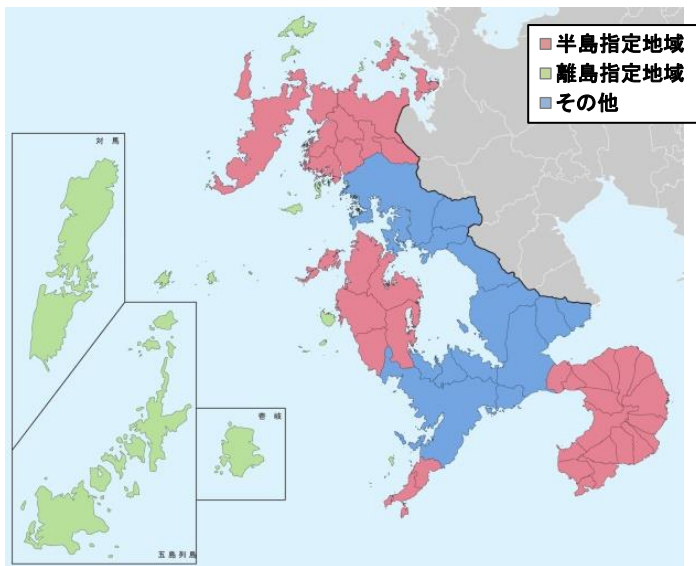 半島指定地域
離島指定地域
その他
対馬
壱岐
五島列島